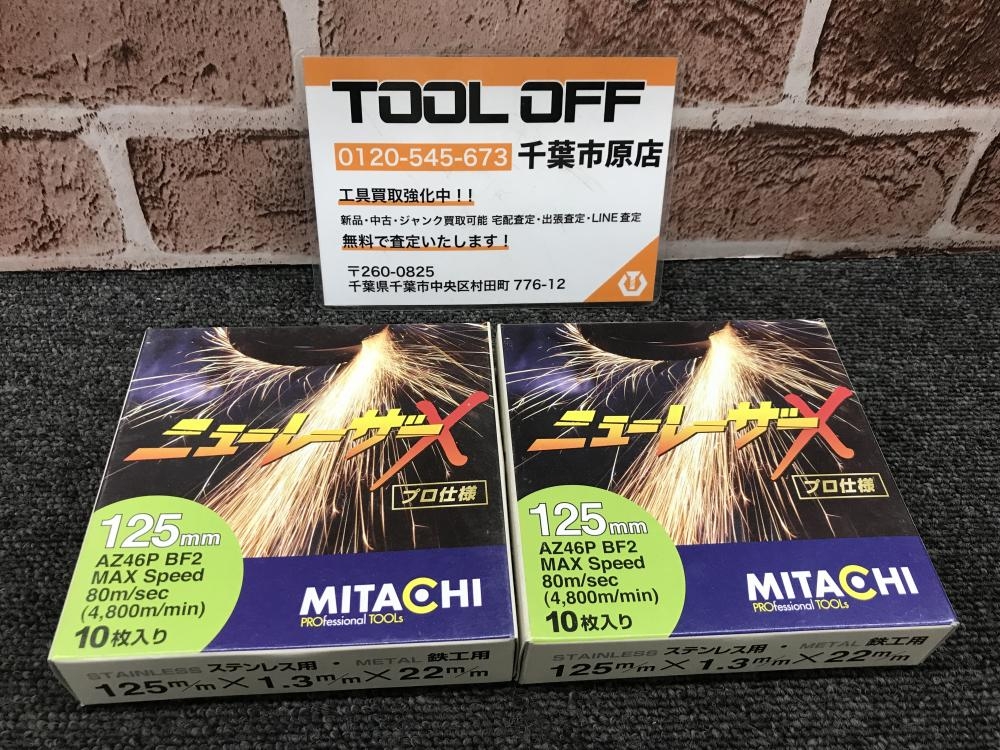 TOOL OFF
0120-545-673 千葉市原店
工具買取強化中!!
新品・中古・ジャンク買取可能 宅配査定・出張査定・LINE査定
無料で査定いたします!
〒260-0825
千葉県千葉市中央区村田町 776-12
ニューレーザーX
プロ仕様
125mm
AZ46P BF2
MAX Speed
80m/sec
(4,800m/min)
10枚入り
MITACHI
PROfessional TOOLs
STAINLESS ステンレス用・METAL 鉄工用
125m/m×1.3m/m×22m/m
ニューレーザーX
プロ仕様
125mm
AZ46P BF2
MAX Speed
80m/sec
(4,800m/min)
10枚入り
MITACHI
PROfessional TOOLs
STAINLESS ステンレス用・METAL 鉄工用
125m/m×1.3m/m×22m/m